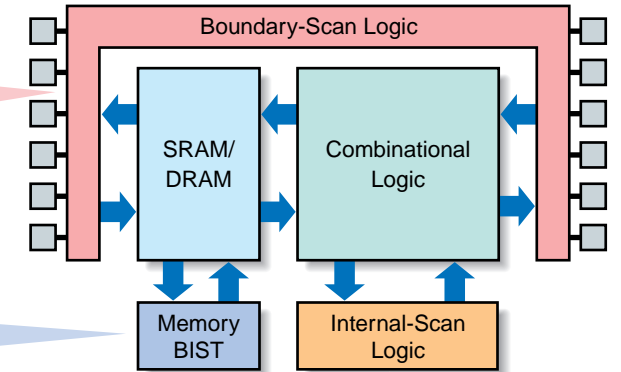 Boundary-Scan Logic
SRAM/
DRAM
Combinational
Logic
Memory
BIST
Internal-Scan
Logic